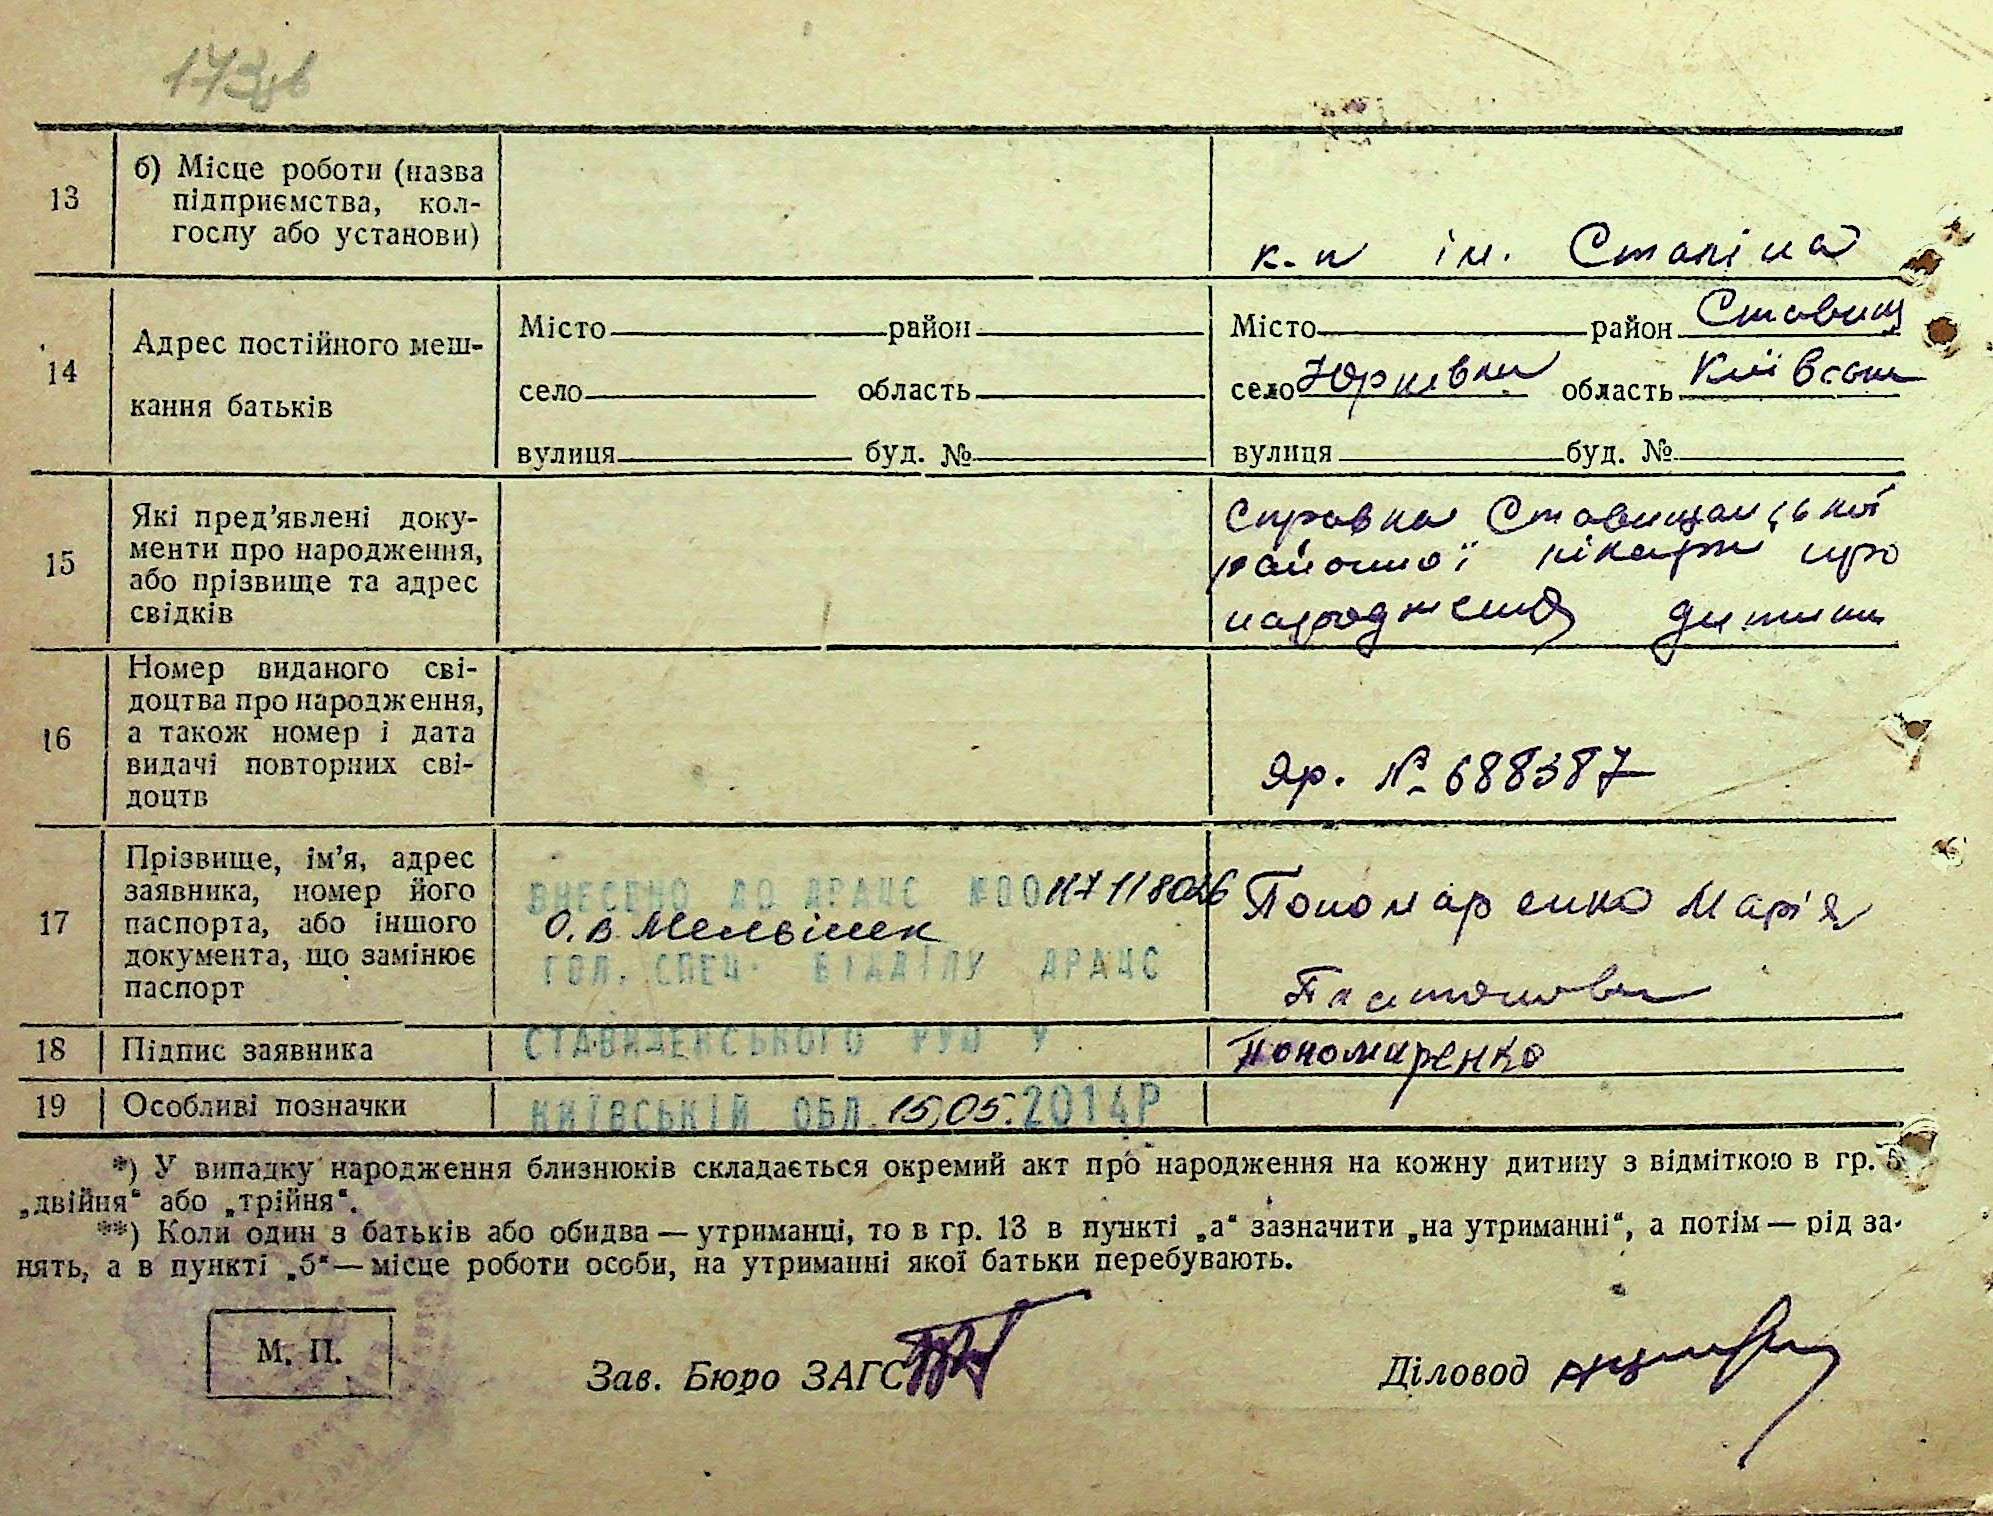 173зв
13
б) Місце роботи (назва
підприємства, кол-
госпу або установи)
к-п ім. Сталіна
14
Адрес постійного меш-
кання батьків
Місто район
село область
вулиця буд. №
Місто район Ставищ
село Юрківка область Київськ
вулиця буд. №
15
Які пред’явлені доку-
менти про народження,
або прізвище та адрес
свідків
Справка Ставищанської
районної лікарні про
народження дитини
16
Номер виданого сві-
доцтва про народження,
а також номер і дата
видачі повторних сві-
доцтв
Яр. № 688387
17
Прізвище, ім’я, адрес
заявника, номер його
паспорта, або іншого
документа, що замінює
паспорт
ВНЕСЕНО ДО ДРАЦС №00117118026
О.В.
ГОЛ. СПЕЦ. ВІДДІЛУ ДРАЦС
Пономаренко Марія
Платоновна
18
Підпис заявника
СТАВИЩЕНСЬКОГО РУЮ У
Пономаренко
19
Особливі позначки
КИЇВСЬКІЙ ОБЛ. 15.05.2014Р
*) У випадку народження близнюків складається окремий акт про народження на кожну дитину з відміткою в гр. 5
„двійня“ або „трійня“.
**) Коли один з батьків або обидва — утриманці, то в гр. 13 в пункті „а“ зазначити „на утриманні“, а потім — рід за-
нять, а в пункті „б“ — місце роботи особи, на утриманні якої батьки перебувають.
М. П.
Зав. Бюро ЗАГС
Діловод